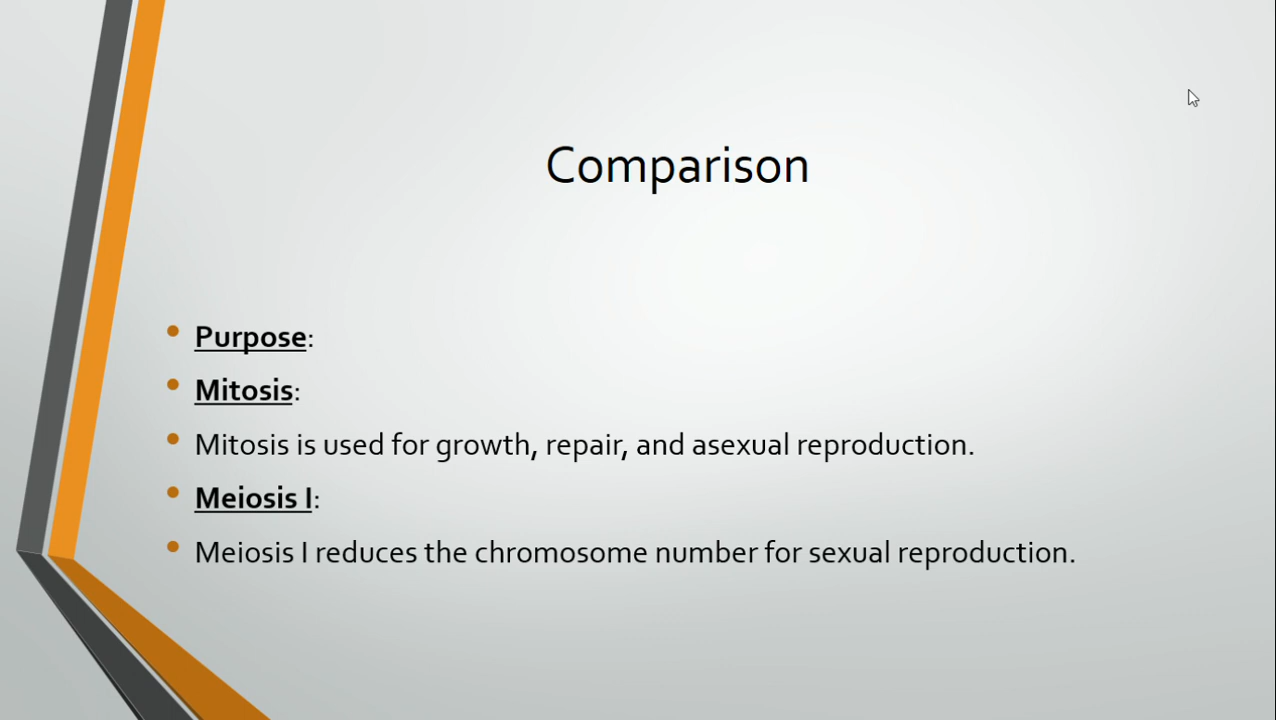 Comparison
• Purpose:
• Mitosis:
• Mitosis is used for growth, repair, and asexual reproduction.
• Meiosis I:
• Meiosis I reduces the chromosome number for sexual reproduction.